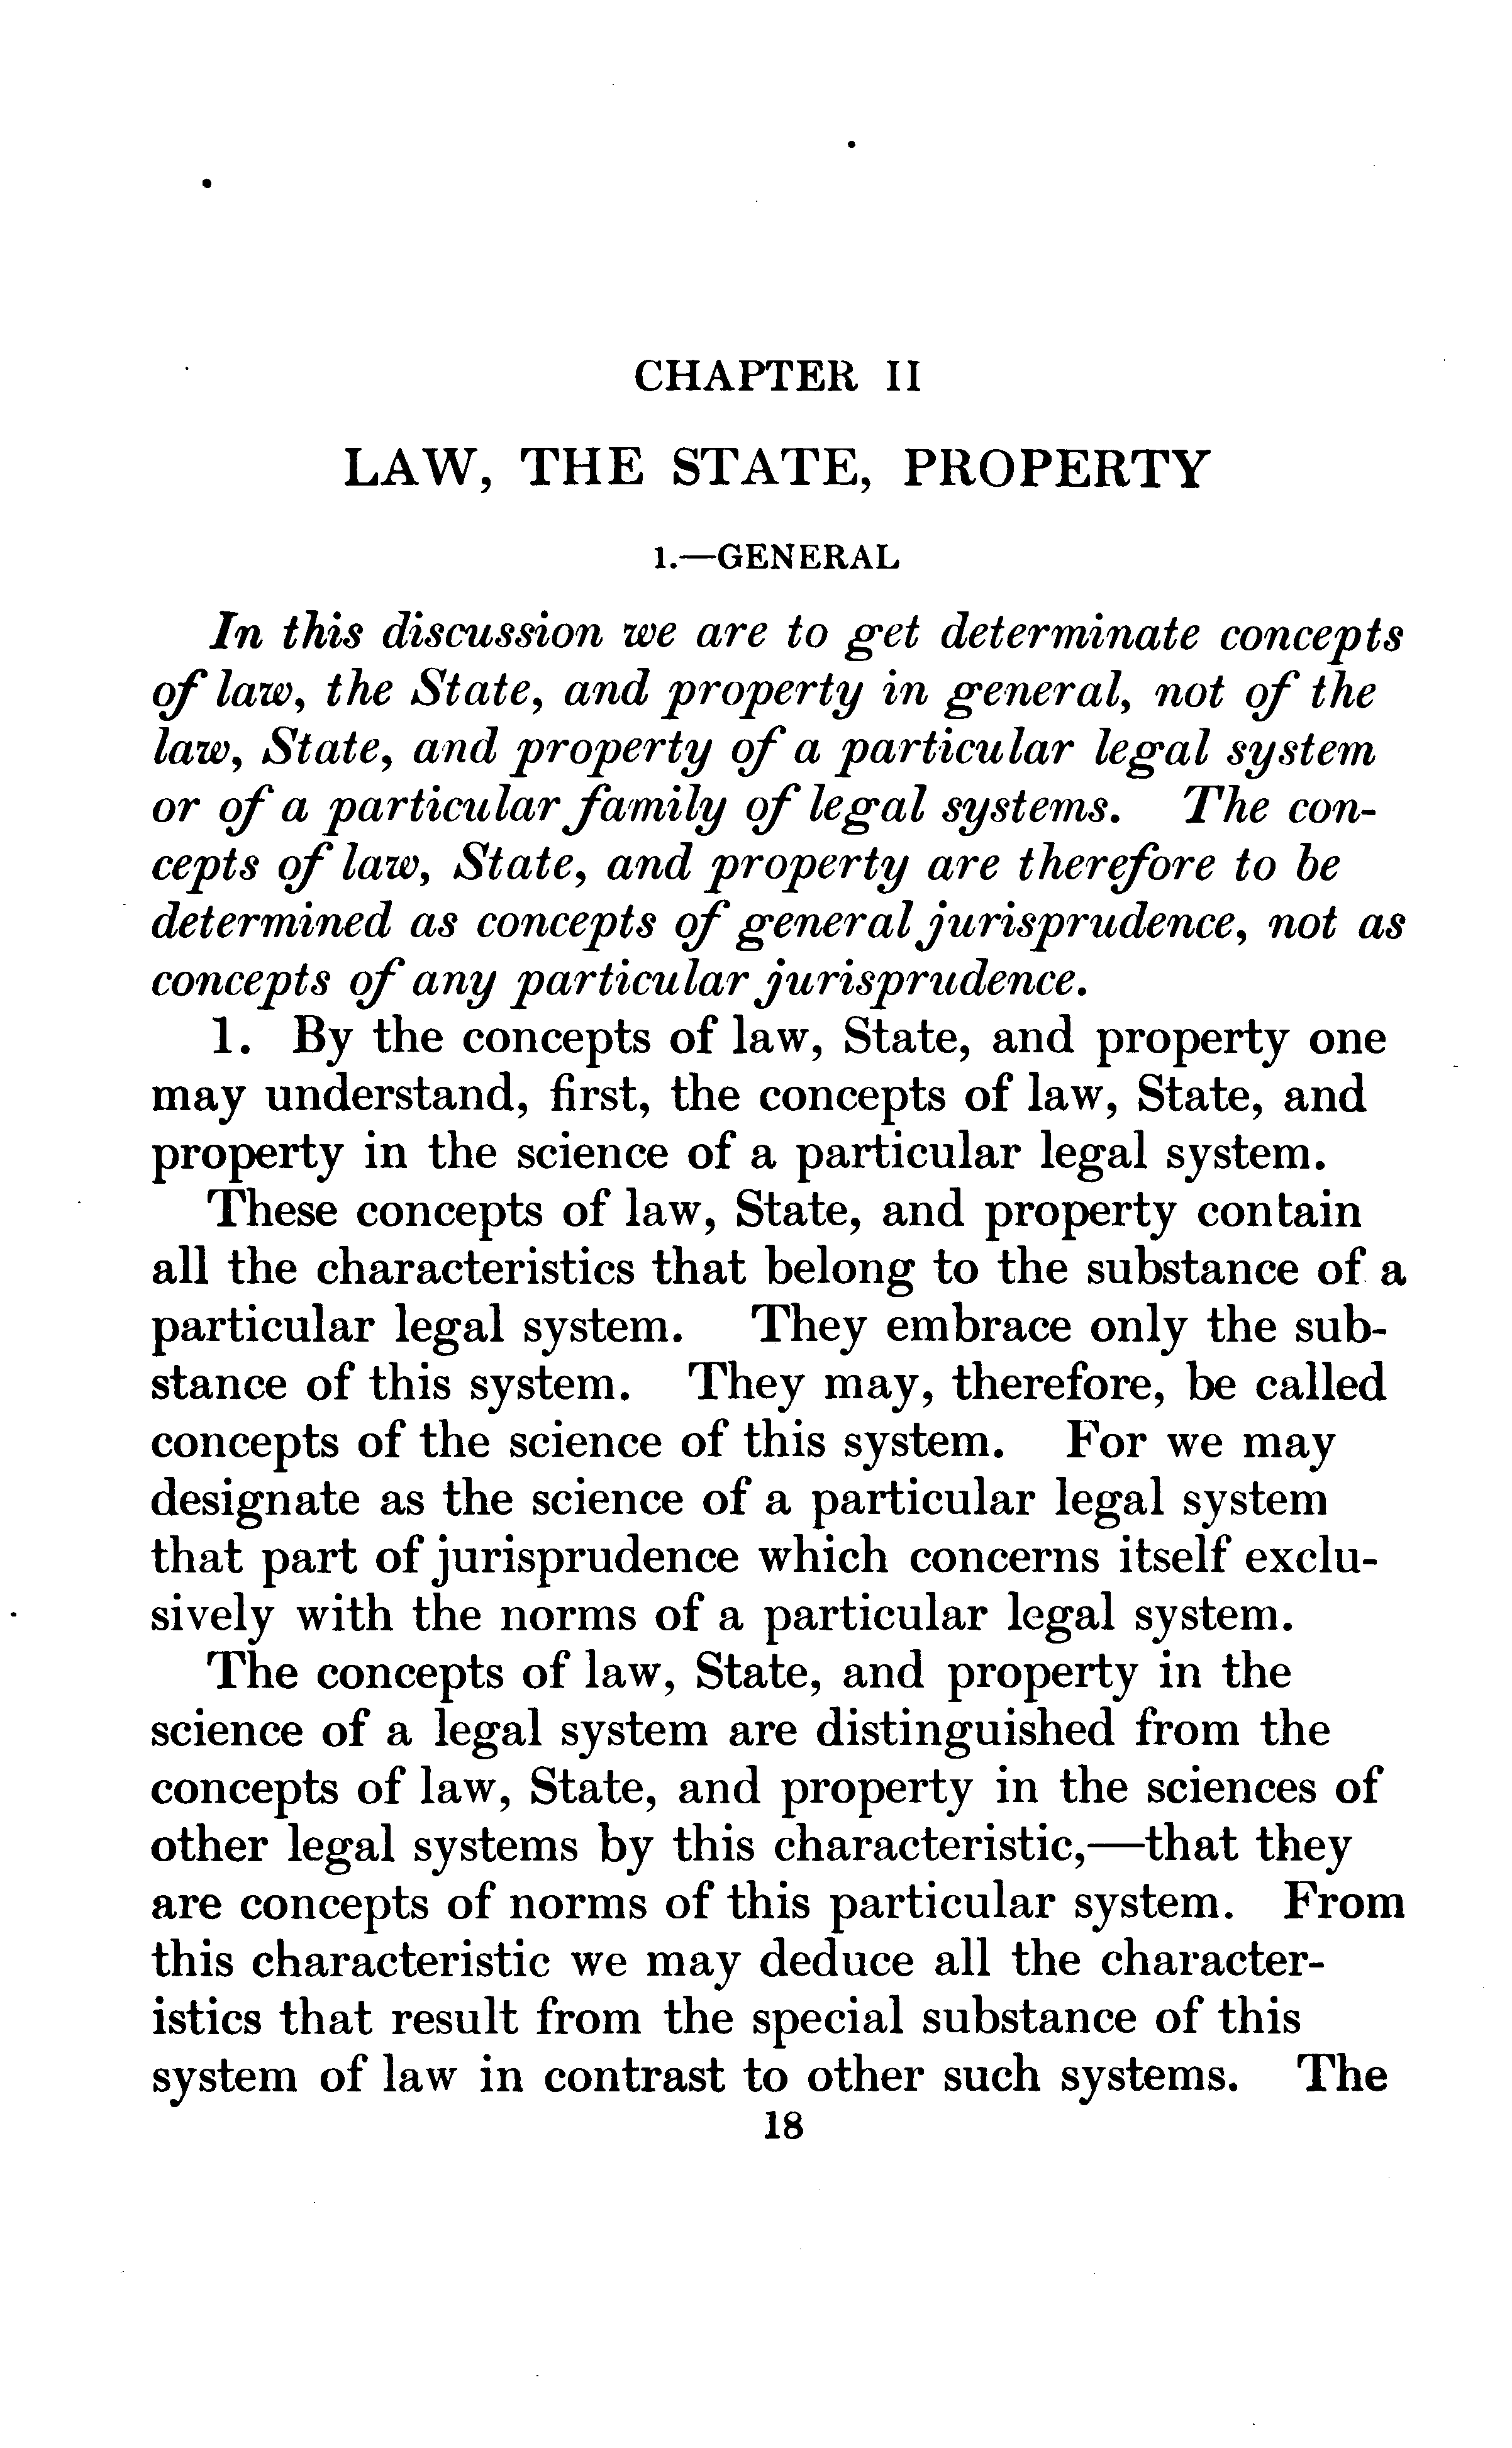 CHAPTER II
LAW, THE STATE, PROPERTY
1.—GENERAL
In this discussion we are to get determinate concepts
of law, the State, and property in general, not of the
law, State, and property of a particular legal system
or of a particular family of legal systems. The con-
cepts of law, State, and property are therefore to be
determined as concepts of general jurisprudence, not as
concepts of any particular jurisprudence.
1. By the concepts of law, State, and property one
may understand, first, the concepts of law, State, and
property in the science of a particular legal system.
These concepts of law, State, and property contain
all the characteristics that belong to the substance of a
particular legal system. They embrace only the sub-
stance of this system. They may, therefore, be called
concepts of the science of this system. For we may
designate as the science of a particular legal system
that part of jurisprudence which concerns itself exclu-
sively with the norms of a particular legal system.
The concepts of law, State, and property in the
science of a legal system are distinguished from the
concepts of law, State, and property in the sciences of
other legal systems by this characteristic,—that they
are concepts of norms of this particular system. From
this characteristic we may deduce all the character-
istics that result from the special substance of this
system of law in contrast to other such systems. The
18